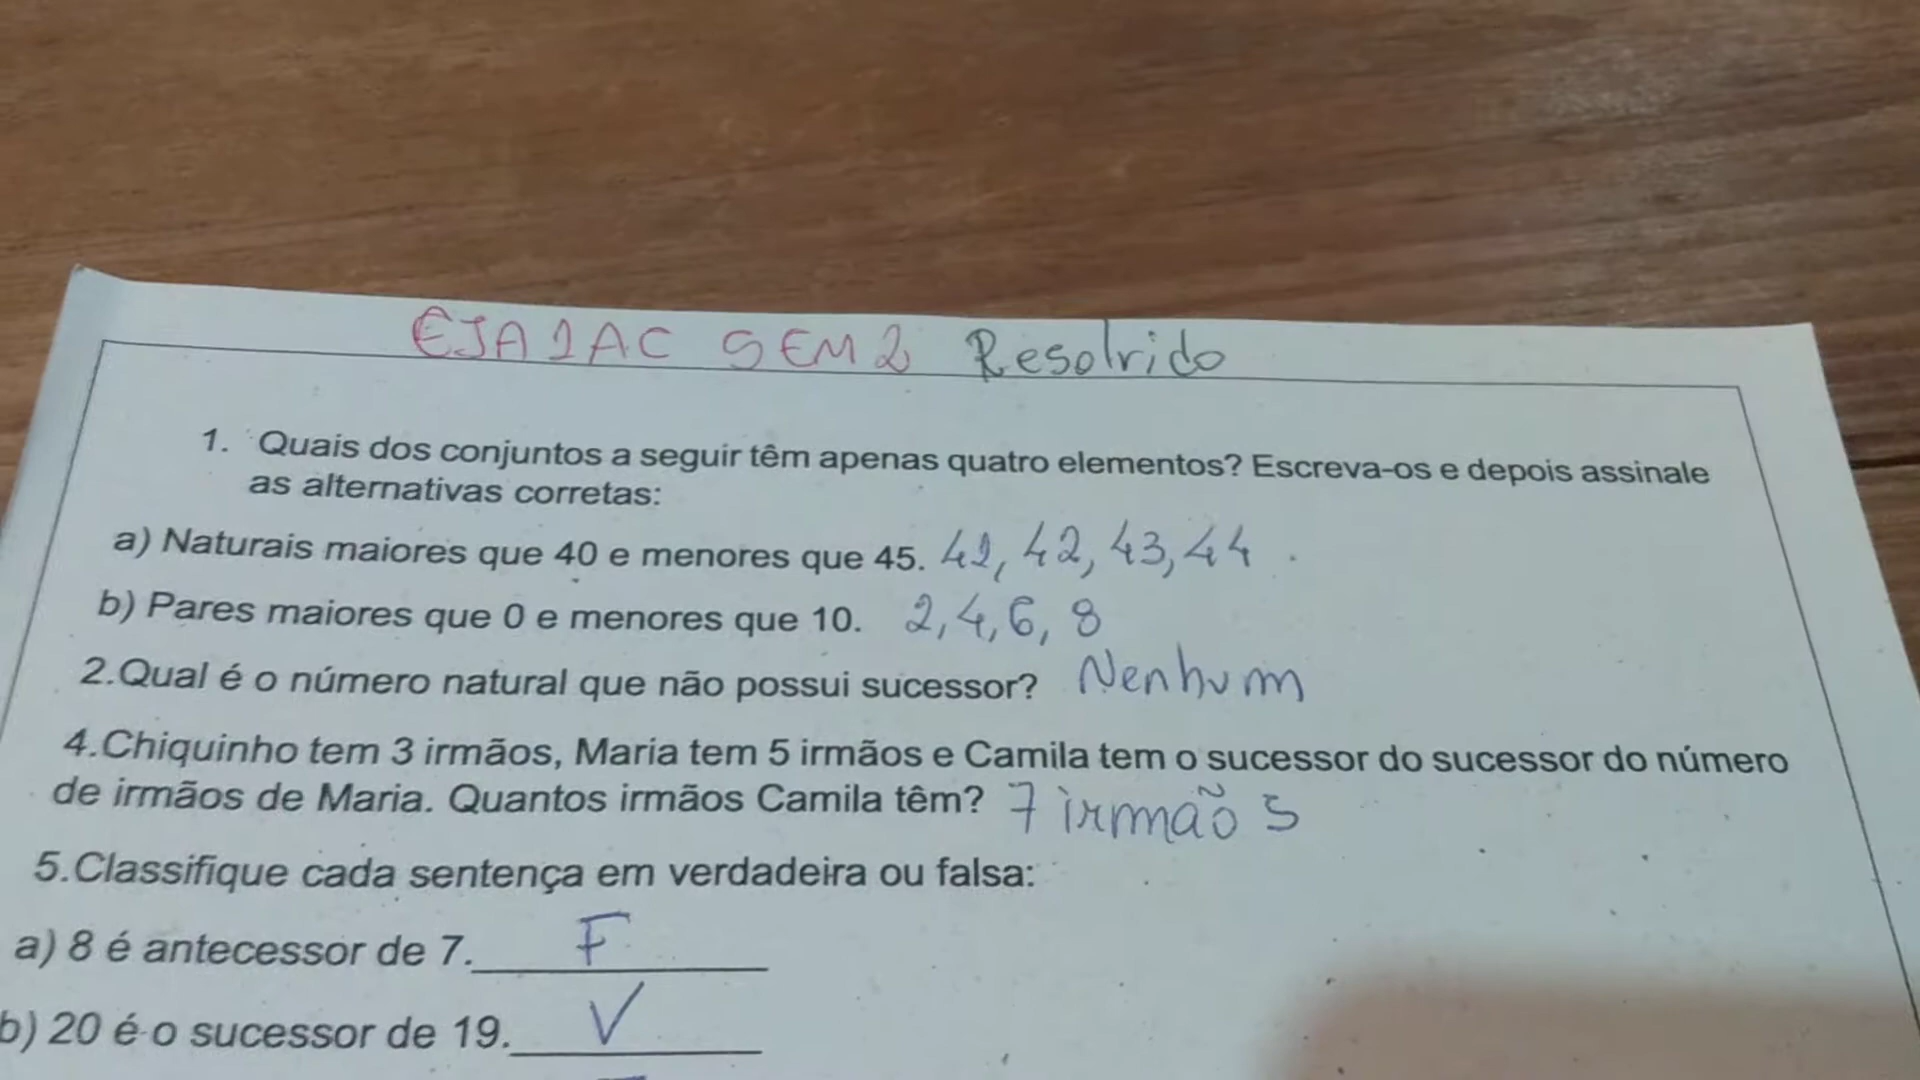 EJA1AC SEM2 Resolvido
1. Quais dos conjuntos a seguir têm apenas quatro elementos? Escreva-os e depois assinale
as alternativas corretas:
a) Naturais maiores que 40 e menores que 45. 41, 42, 43, 44.
b) Pares maiores que 0 e menores que 10. 2, 4, 6, 8
2.Qual é o número natural que não possui sucessor? Nenhum
4.Chiquinho tem 3 irmãos, Maria tem 5 irmãos e Camila tem o sucessor do sucessor do número
de irmãos de Maria. Quantos irmãos Camila têm? 7 irmãos
5.Classifique cada sentença em verdadeira ou falsa:
a) 8 é antecessor de 7. F
b) 20 é o sucessor de 19. V